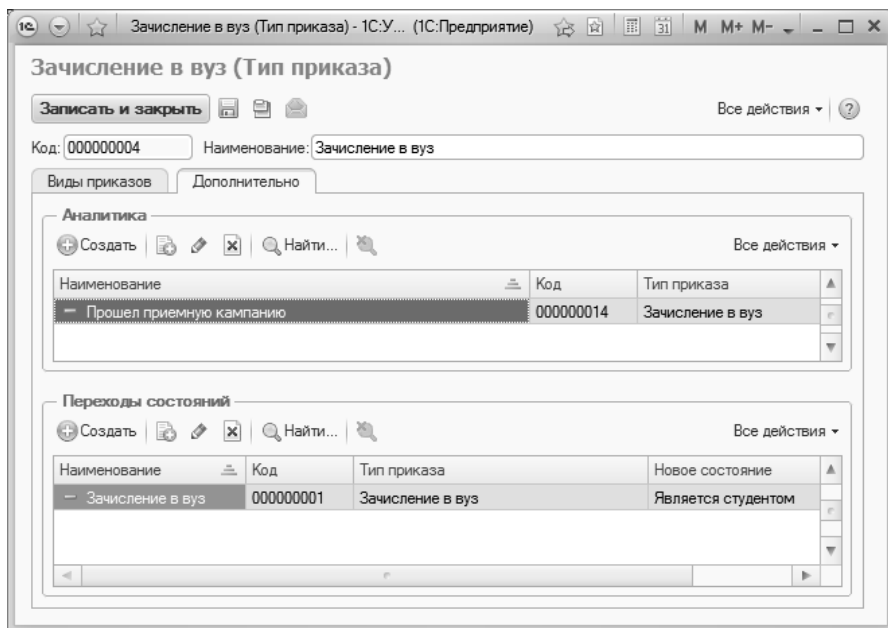 Зачисление в вуз (Тип приказа) - 1С:У... (1С:Предприятие) 31 M M+ M-
Зачисление в вуз (Тип приказа)
Записать и закрыть Все действия ?
Код: 000000004 Наименование: Зачисление в вуз
Виды приказов Дополнительно
Аналитика
Создать Найти... Все действия
Наименование Код Тип приказа
Прошел приемную кампанию 000000014 Зачисление в вуз
Переходы состояний
Создать Найти... Все действия
Наименование Код Тип приказа Новое состояние
Зачисление в вуз 000000001 Зачисление в вуз Является студентом